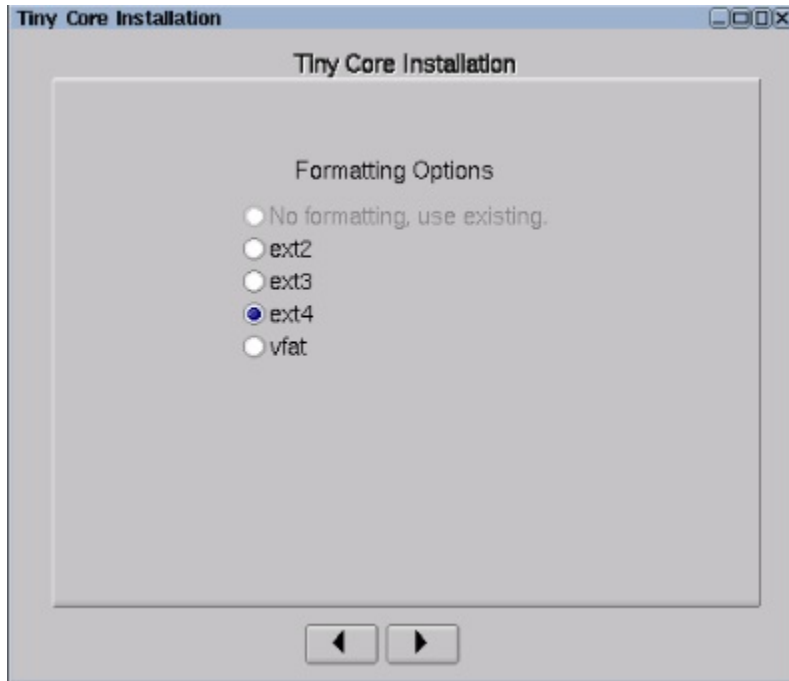 Tiny Core Installation
Tiny Core Installation
Formatting Options
No formatting, use existing.
ext2
ext3
ext4
vfat